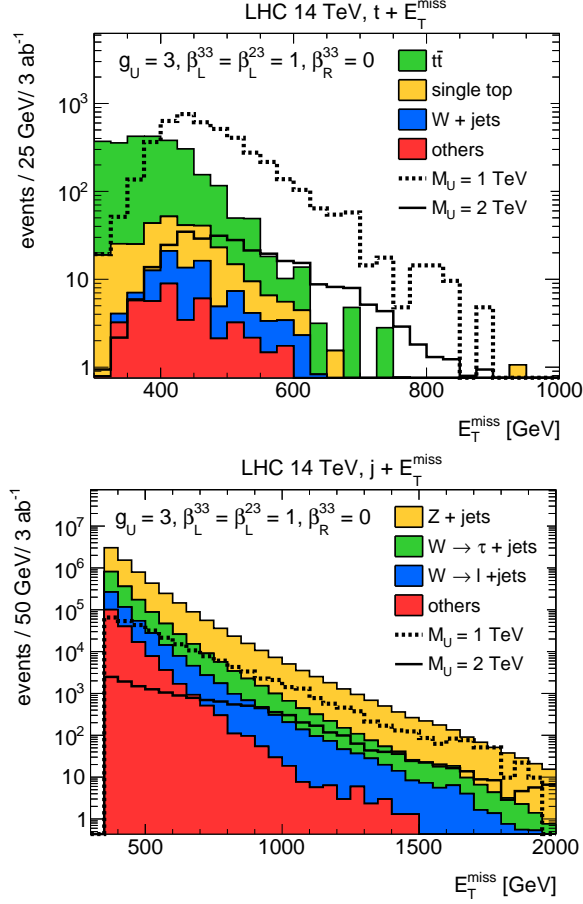 LHC 14 TeV, t + E_T^miss
g_U = 3, β_L^33 = β_L^23 = 1, β_R^33 = 0
tt̄
single top
W + jets
others
M_U = 1 TeV
M_U = 2 TeV
events / 25 GeV/ 3 ab^-1
10^3
10^2
10
1
400 600 800 1000
E_T^miss [GeV]
LHC 14 TeV, j + E_T^miss
g_U = 3, β_L^33 = β_L^23 = 1, β_R^33 = 0
Z + jets
W → τ + jets
W → l +jets
others
M_U = 1 TeV
M_U = 2 TeV
events / 50 GeV/ 3 ab^-1
10^7
10^6
10^5
10^4
10^3
10^2
10
1
500 1000 1500 2000
E_T^miss [GeV]